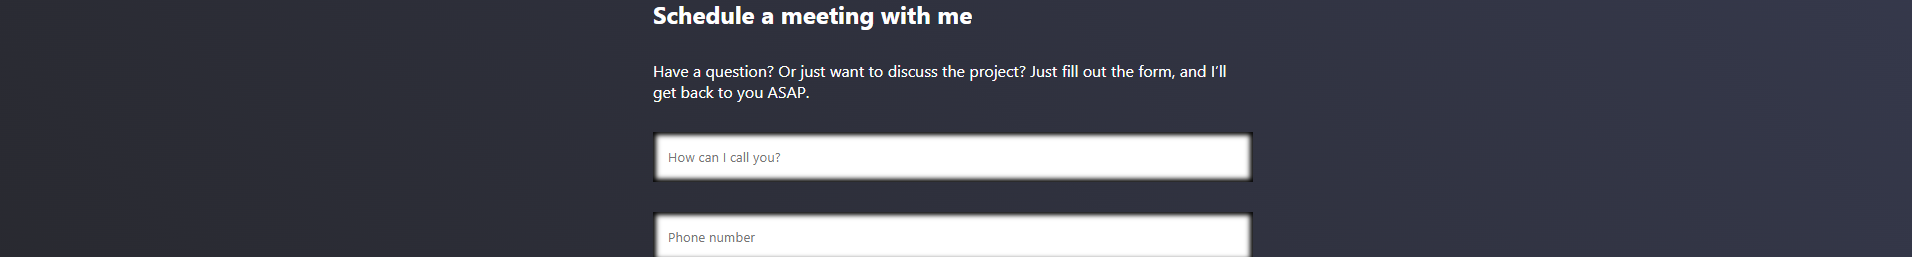 Schedule a meeting with me
Have a question? Or just want to discuss the project? Just fill out the form, and I'll
get back to you ASAP.
How can I call you?
Phone number